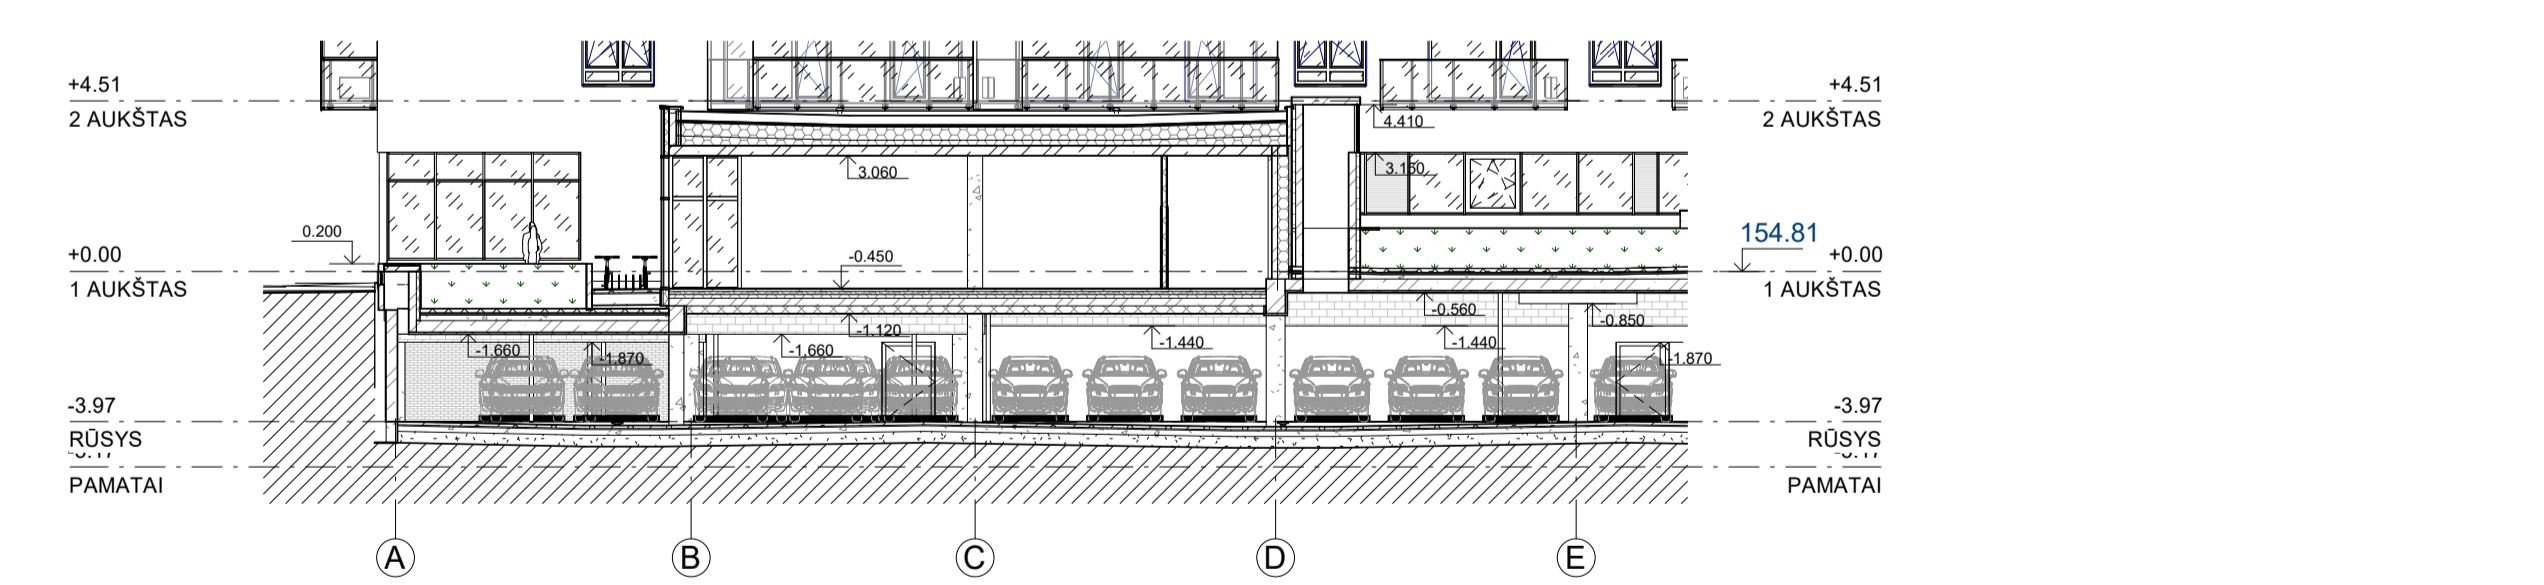 +4.51
2 AUKŠTAS
+4.51
2 AUKŠTAS
4.410
3.060
3.150
0.200
154.81
+0.00
1 AUKŠTAS
-0.450
+0.00
1 AUKŠTAS
-0.560
-0.850
-1.120
-1.660
-1.870
-1.660
-1.440
-1.440
-1.870
-3.97
RŪSYS
-3.97
RŪSYS
PAMATAI
PAMATAI
A
B
C
D
E